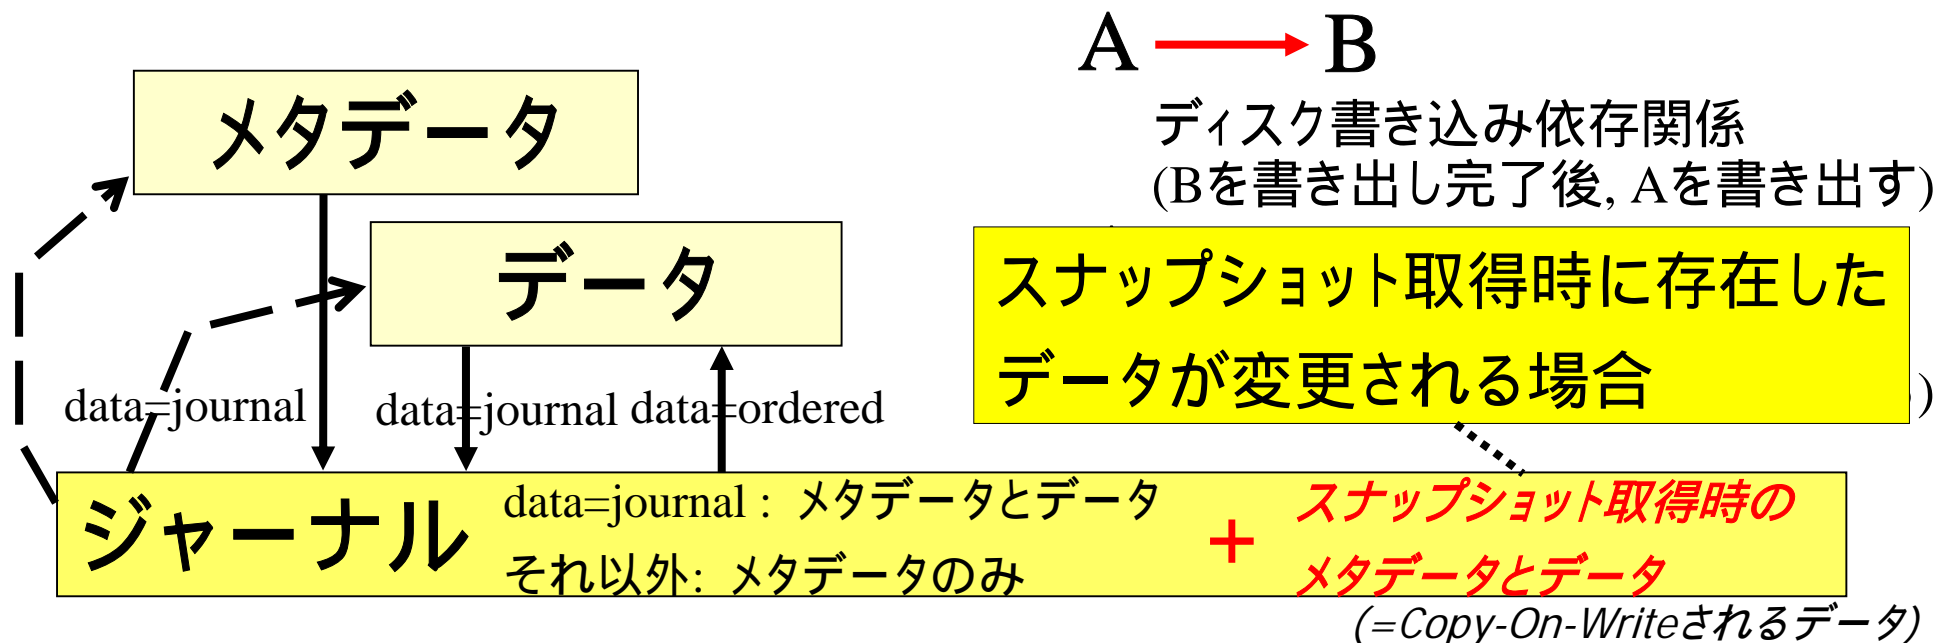 A B
ディスク書き込み依存関係
(Bを書き出し完了後, Aを書き出す)
メタデータ
データ
スナップショット取得時に存在した
データが変更される場合
)
data=journal
data=journal
data=ordered
ジャーナル
data=journal : メタデータとデータ
それ以外: メタデータのみ
+
スナップショット取得時の
メタデータとデータ
(=Copy-On-Writeされるデータ)